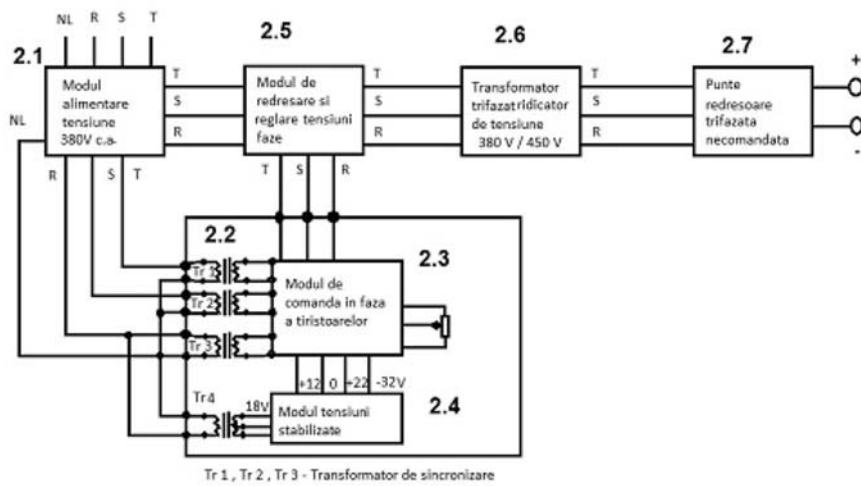 NL R S T
2.1
2.5
2.6
2.7
Modul
alimentare
tensiune
380V c.a.
NL
T
S
R
Modul de
redresare si
reglare tensiuni
faze
T
S
R
Transformator
trifazat ridicator
de tensiune
380 V / 450 V
T
S
R
Punte
redresoare
trifazata
necomandata
+
-
R S T
T S R
2.2
2.3
Tr 1
Tr 2
Tr 3
Modul de
comanda in faza
a tiristoarelor
+12 0 +22 -32V
Tr4
18V
Modul tensiuni
stabilizate
2.4
Tr 1 , Tr 2 , Tr 3 - Transformator de sincronizare